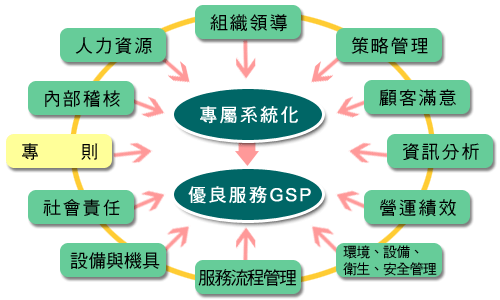 組織領導
人力資源
策略管理
內部稽核
顧客滿意
專屬系統化
專 則
資訊分析
優良服務GSP
社會責任
營運績效
設備與機具
服務流程管理
環境、設備、
衛生、安全管理